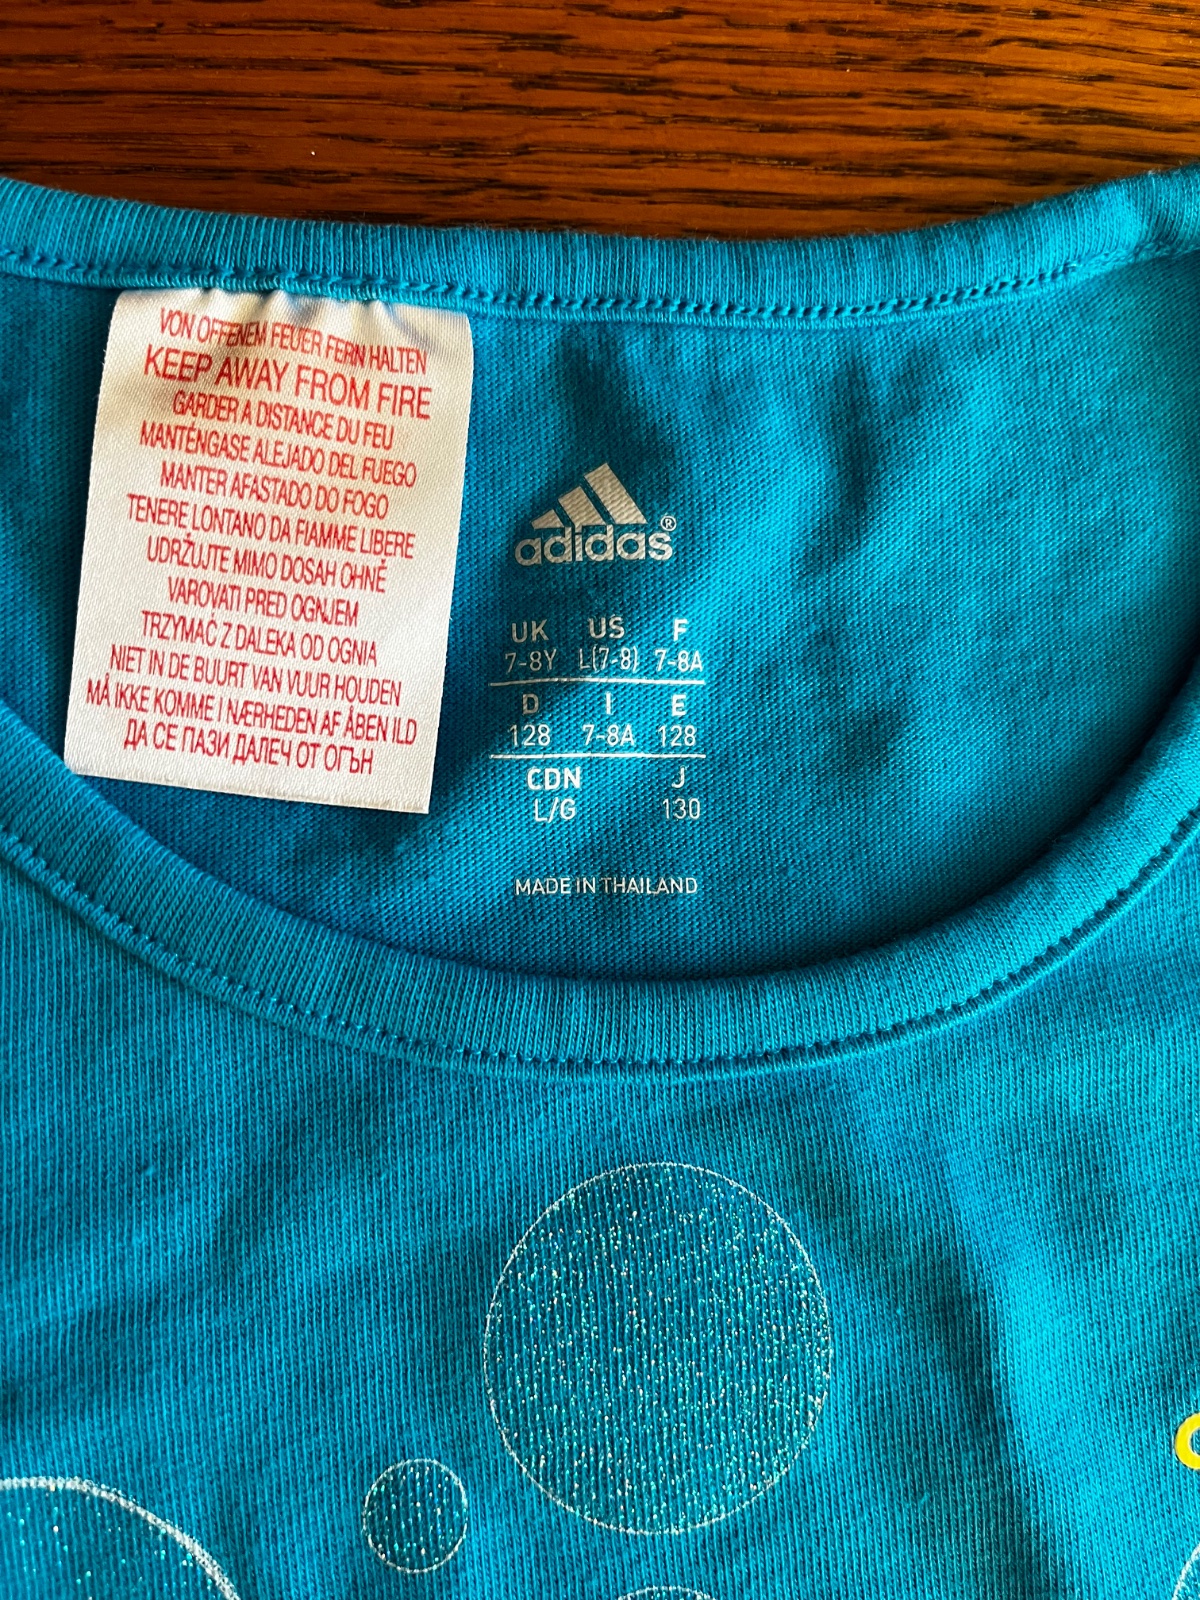 VON OFFENEM FEUER FERN HALTEN
KEEP AWAY FROM FIRE
GARDER A DISTANCE DU FEU
MANTÉNGASE ALEJADO DEL FUEGO
MANTER AFASTADO DO FOGO
TENERE LONTANO DA FIAMME LIBERE
UDRŽUJTE MIMO DOSAH OHNĚ
VAROVATI PRED OGNJEM
TRZYMAĆ Z DALEKA OD OGNIA
NIET IN DE BUURT VAN VUUR HOUDEN
MÅ IKKE KOMME I NÆRHEDEN AF ÅBEN ILD
ДА СЕ ПАЗИ ДАЛЕЧ ОТ ОГЪН
adidas®
UK US F
7-8Y L(7-8) 7-8A
D I E
128 7-8A 128
CDN J
L/G 130
MADE IN THAILAND